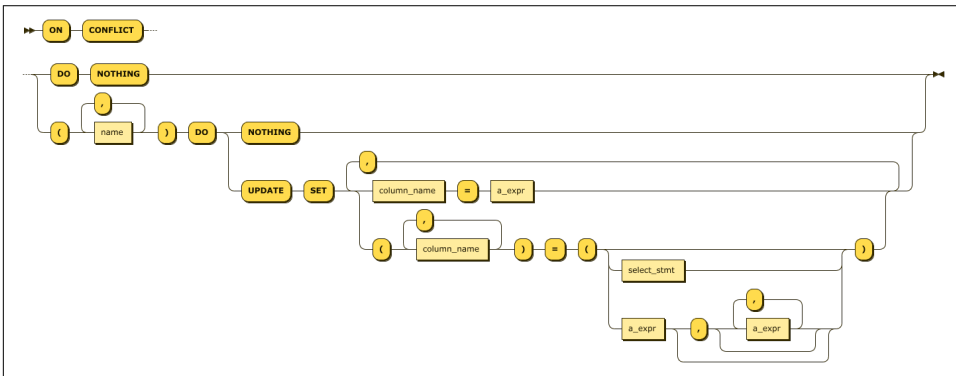 ON CONFLICT
DO NOTHING
,
( name ) DO NOTHING
,
UPDATE SET column_name = a_expr
,
( column_name ) = ( )
select_stmt
,
a_expr , a_expr